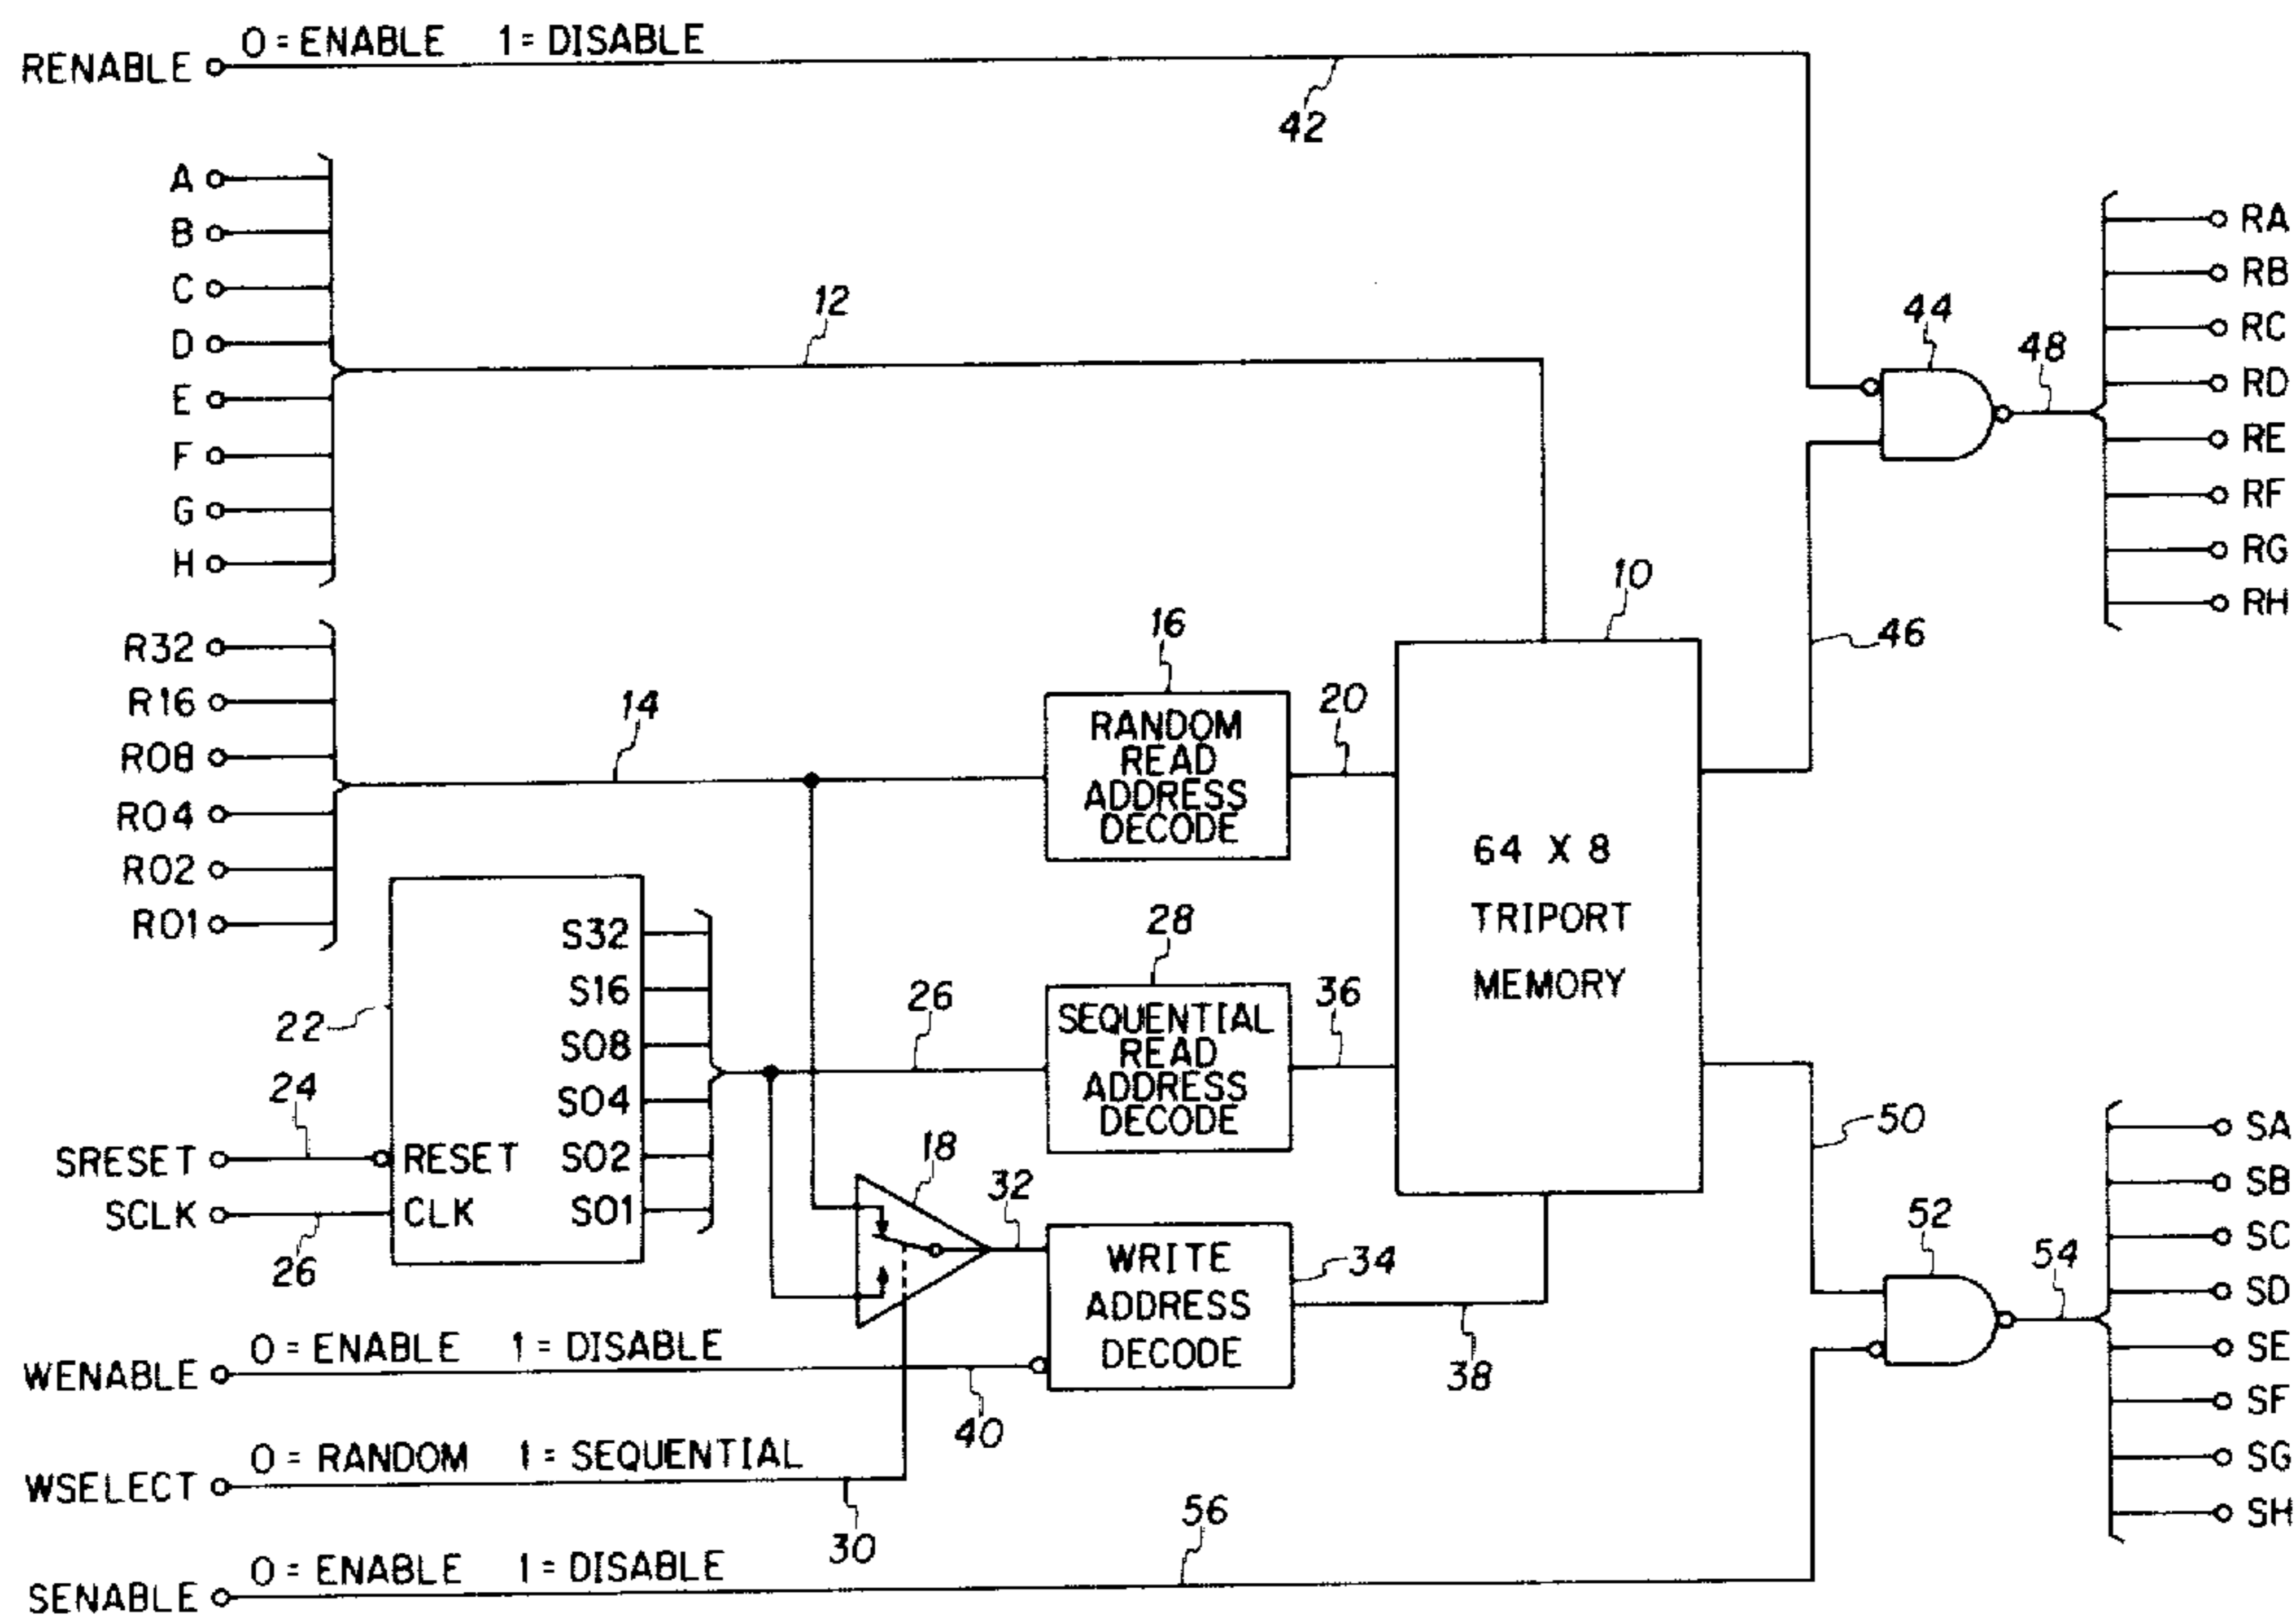 RENABLE 0 = ENABLE 1 = DISABLE
42
A
B
C
D
E
F
G
H
12
R32
R16
R08
R04
R02
R01
14
16
RANDOM
READ
ADDRESS
DECODE
20
10
64 X 8
TRIPORT
MEMORY
44
46
48
RA
RB
RC
RD
RE
RF
RG
RH
22
S32
S16
S08
S04
S02
S01
RESET
CLK
24
SRESET
SCLK
26
26
28
SEQUENTIAL
READ
ADDRESS
DECODE
36
18
32
WRITE
ADDRESS
DECODE
34
38
50
52
54
SA
SB
SC
SD
SE
SF
SG
SH
WENABLE 0 = ENABLE 1 = DISABLE
40
WSELECT 0 = RANDOM 1 = SEQUENTIAL
30
SENABLE 0 = ENABLE 1 = DISABLE
56